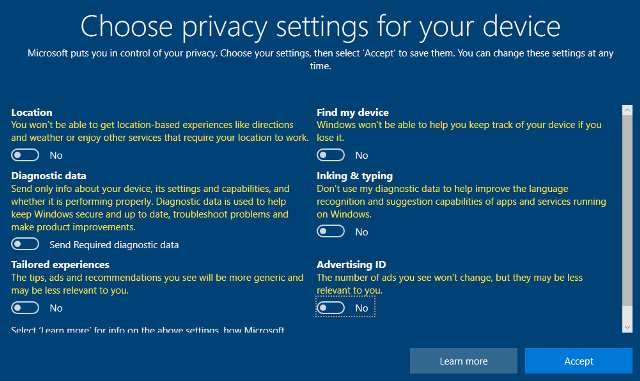 Choose privacy settings for your device
Microsoft puts you in control of your privacy. Choose your settings, then select 'Accept' to save them. You can change these settings at any
time.
Location
You won't be able to get location-based experiences like directions
and weather or enjoy other services that require your location to work.
No
Diagnostic data
Send only info about your device, its settings and capabilities, and
whether it is performing properly. Diagnostic data is used to help
keep Windows secure and up to date, troubleshoot problems and
make product improvements.
Send Required diagnostic data
Tailored experiences
The tips, ads and recommendations you see will be more generic and
may be less relevant to you.
No
Select 'Learn more' for info on the above settings, how Microsoft
Find my device
Windows won't be able to help you keep track of your device if you
lose it.
No
Inking & typing
Don't use my diagnostic data to help improve the language
recognition and suggestion capabilities of apps and services running
on Windows.
No
Advertising ID
The number of ads you see won't change, but they may be less
relevant to you.
No
Learn more
Accept